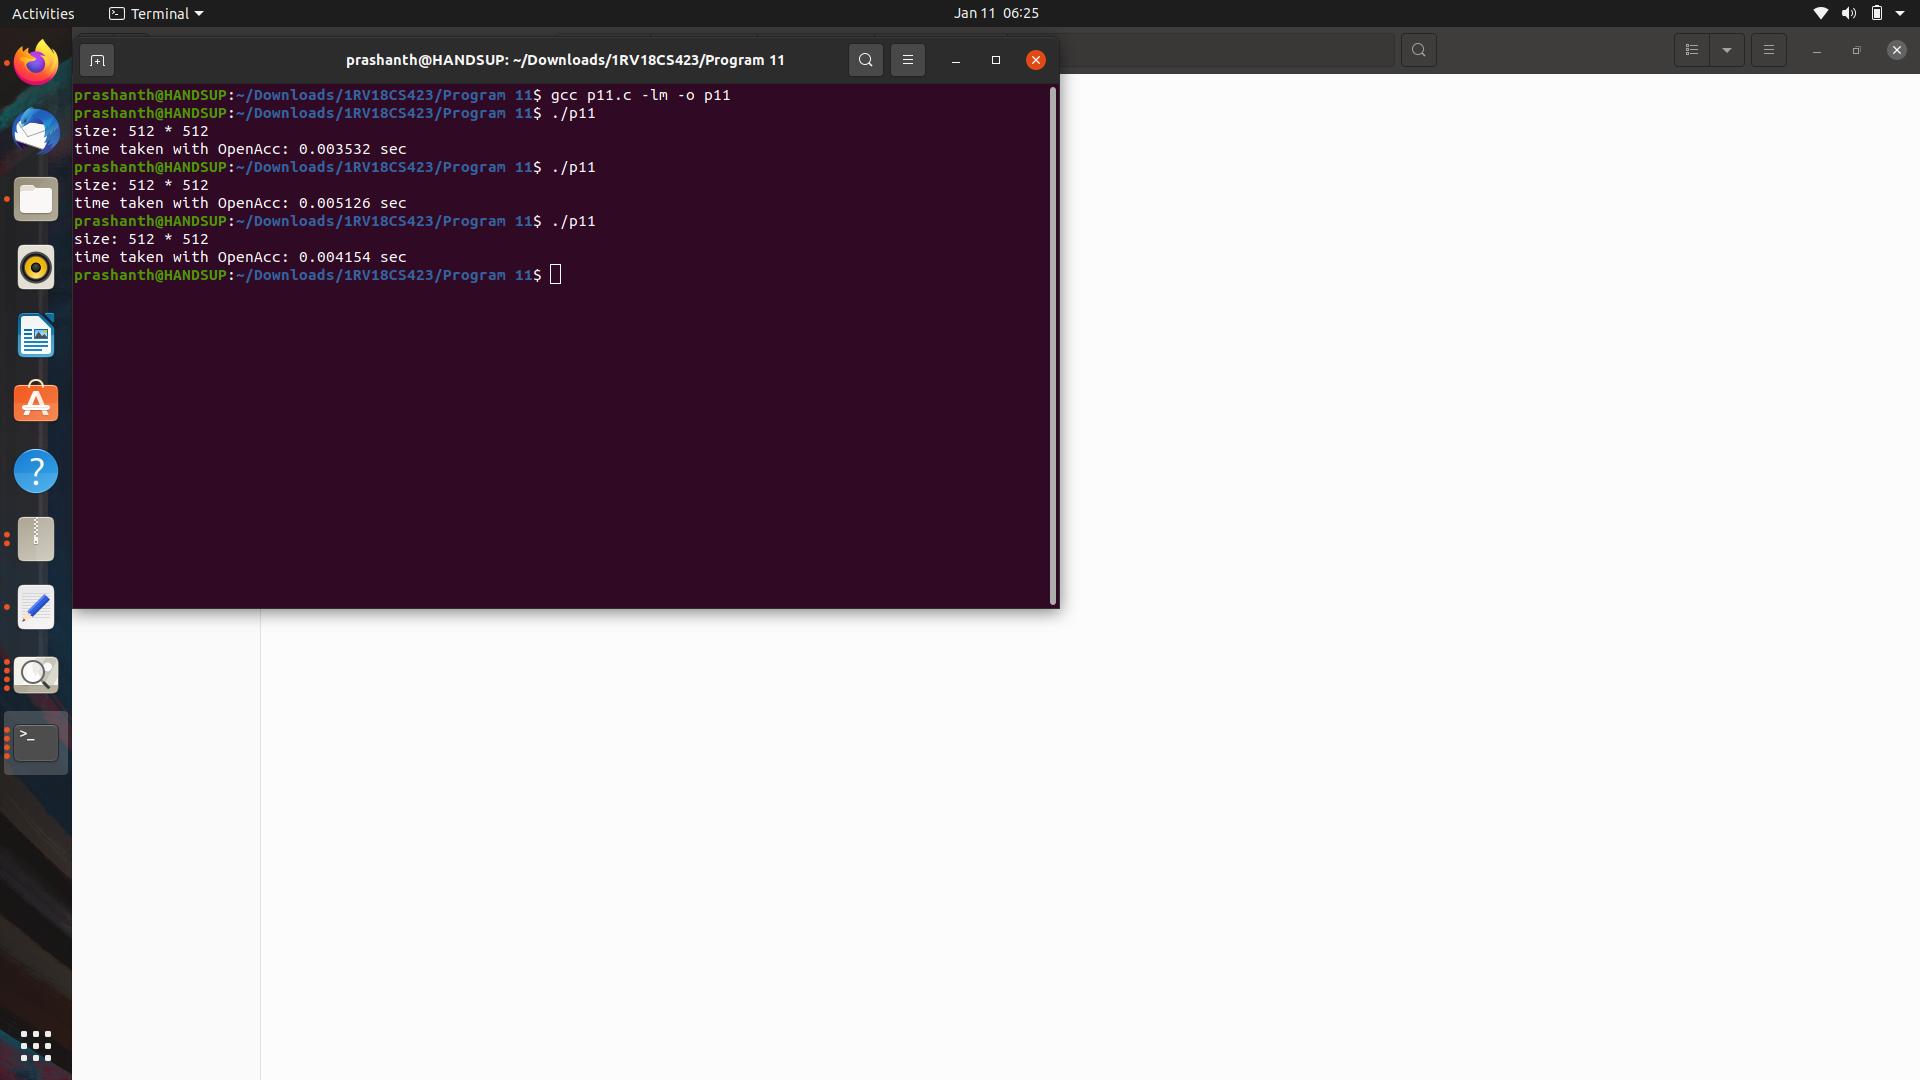 Activities
Terminal
Jan 11 06:25
prashanth@HANDSUP: ~/Downloads/1RV18CS423/Program 11
prashanth@HANDSUP:~/Downloads/1RV18CS423/Program 11$ gcc p11.c -lm -o p11
prashanth@HANDSUP:~/Downloads/1RV18CS423/Program 11$ ./p11
size: 512 * 512
time taken with OpenAcc: 0.003532 sec
prashanth@HANDSUP:~/Downloads/1RV18CS423/Program 11$ ./p11
size: 512 * 512
time taken with OpenAcc: 0.005126 sec
prashanth@HANDSUP:~/Downloads/1RV18CS423/Program 11$ ./p11
size: 512 * 512
time taken with OpenAcc: 0.004154 sec
prashanth@HANDSUP:~/Downloads/1RV18CS423/Program 11$